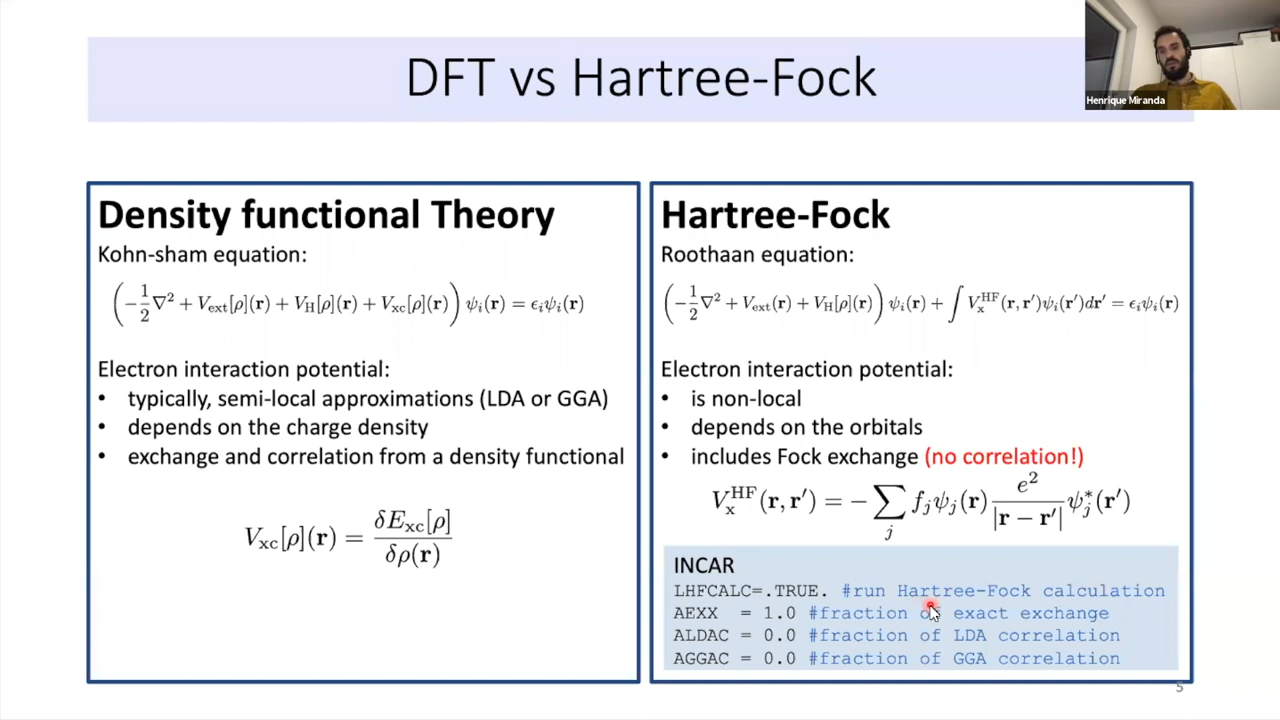 DFT vs Hartree-Fock
Henrique Miranda
Density functional Theory
Kohn-sham equation:
(-1/2 ∇² + V_ext[ρ](r) + V_H[ρ](r) + V_xc[ρ](r)) ψ_i(r) = ϵ_i ψ_i(r)
Electron interaction potential:
• typically, semi-local approximations (LDA or GGA)
• depends on the charge density
• exchange and correlation from a density functional
V_xc[ρ](r) = δE_xc[ρ] / δρ(r)
Hartree-Fock
Roothaan equation:
(-1/2 ∇² + V_ext(r) + V_H[ρ](r)) ψ_i(r) + ∫ V_x^HF(r, r′)ψ_i(r′)dr′ = ϵ_i ψ_i(r)
Electron interaction potential:
• is non-local
• depends on the orbitals
• includes Fock exchange (no correlation!)
V_x^HF(r, r′) = − ∑_j f_j ψ_j(r) e² / |r − r′| ψ_j^*(r′)
INCAR
LHFCALC=.TRUE. #run Hartree-Fock calculation
AEXX = 1.0 #fraction of exact exchange
ALDAC = 0.0 #fraction of LDA correlation
AGGAC = 0.0 #fraction of GGA correlation
5